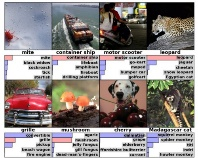 mite container ship motor scooter leopard
mite container ship motor scooter leopard
black widow lifeboat go-kart jaguar
cockroach amphibian moped cheetah
tick fireboat bumper car snow leopard
starfish drilling platform golfcart Egyptian cat
grille mushroom cherry Madagascar cat
convertible agaric dalmatian squirrel monkey
grille mushroom grape spider monkey
pickup jelly fungus elderberry titi
beach wagon gill fungus ffordshire bullterrier indri
fire engine dead-man's-fingers currant howler monkey